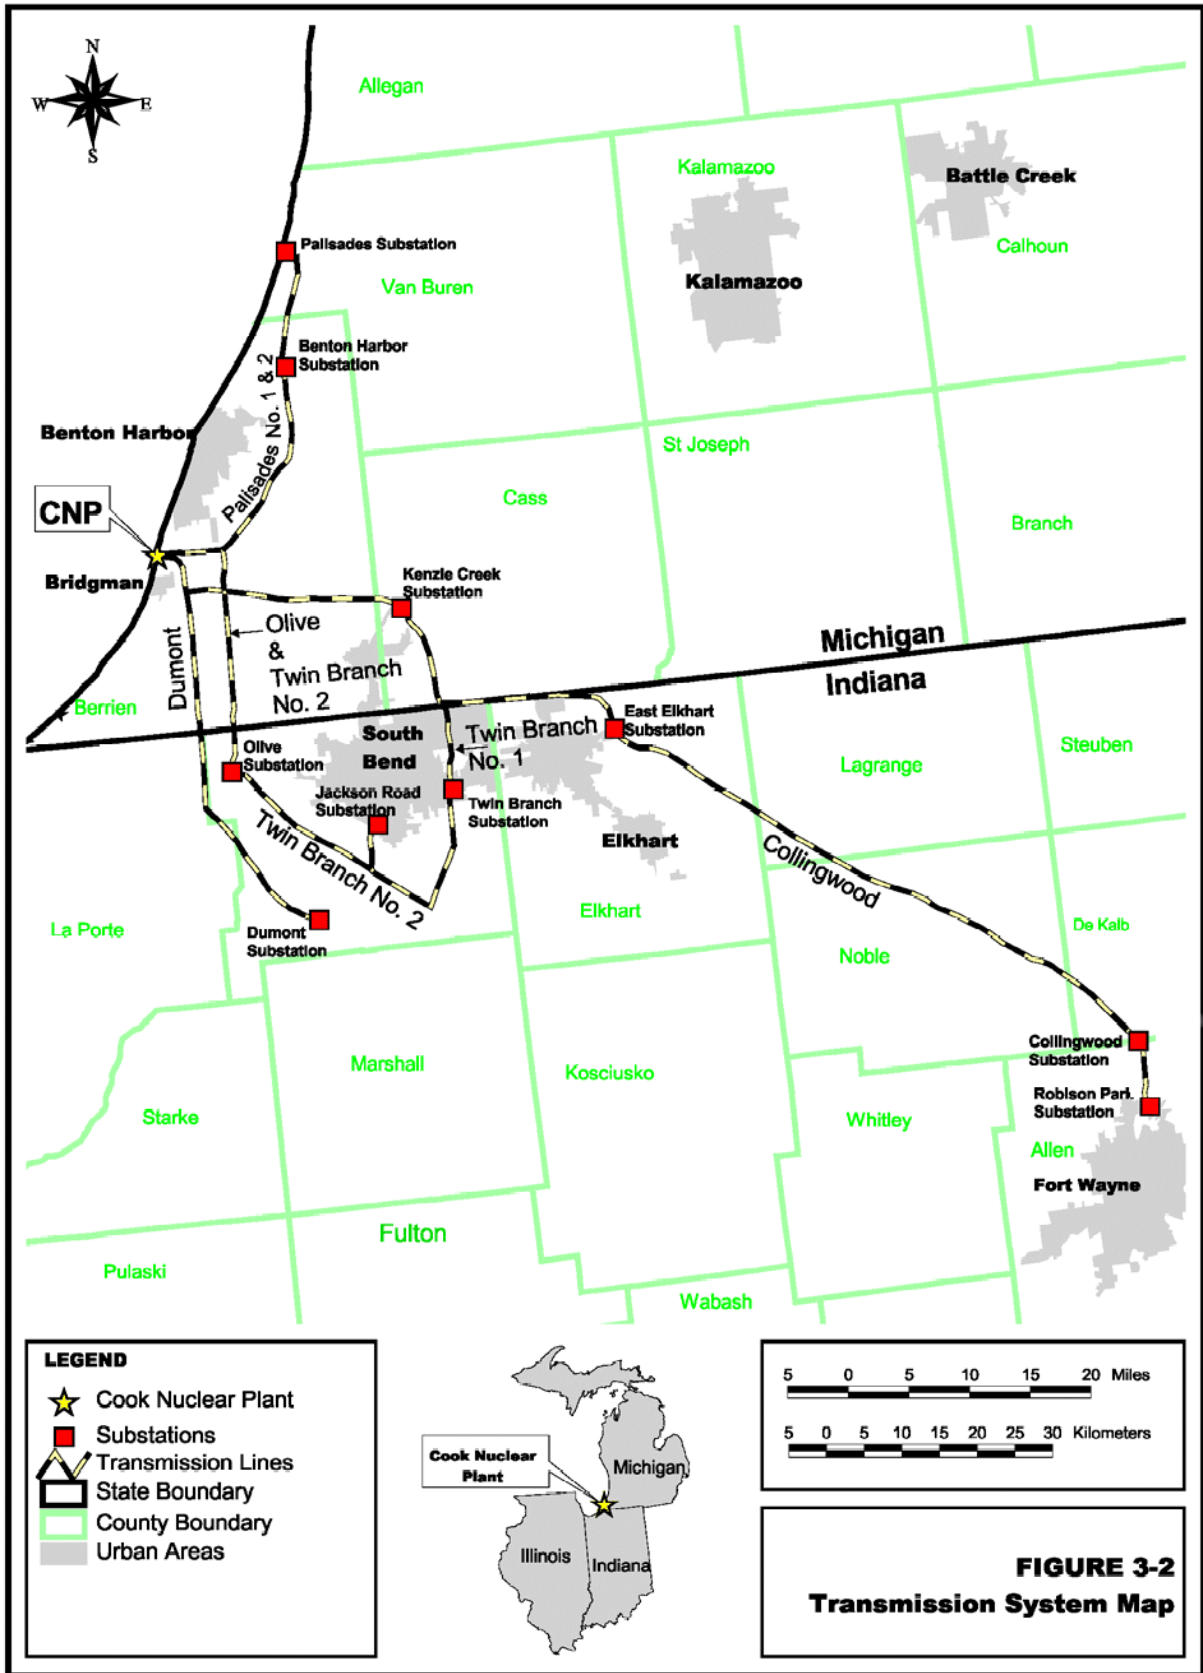 N
W
E
S
Allegan
Kalamazoo
Battle Creek
Calhoun
Palisades Substation
Van Buren
Kalamazoo
Benton Harbor
Substation
Palisades No. 1 & 2
Benton Harbor
St Joseph
Cass
Branch
CNP
Bridgman
Kenzie Creek
Substation
Dumont
Olive
&
Twin Branch
No. 2
Michigan
Indiana
Berrien
South
Bend
Twin Branch
No. 1
East Elkhart
Substation
Steuben
Lagrange
Olive
Substation
Jackson Road
Substation
Twin Branch
Substation
Elkhart
Twin Branch No. 2
Collingwood
La Porte
Dumont
Substation
Elkhart
Noble
De Kalb
Collingwood
Substation
Marshall
Kosciusko
Robison Park
Substation
Starke
Whitley
Allen
Fort Wayne
Fulton
Pulaski
Wabash
LEGEND
Cook Nuclear Plant
Substations
Transmission Lines
State Boundary
County Boundary
Urban Areas
Cook Nuclear
Plant
Michigan
Illinois
Indiana
5 0 5 10 15 20 Miles
5 0 5 10 15 20 25 30 Kilometers
FIGURE 3-2
Transmission System Map